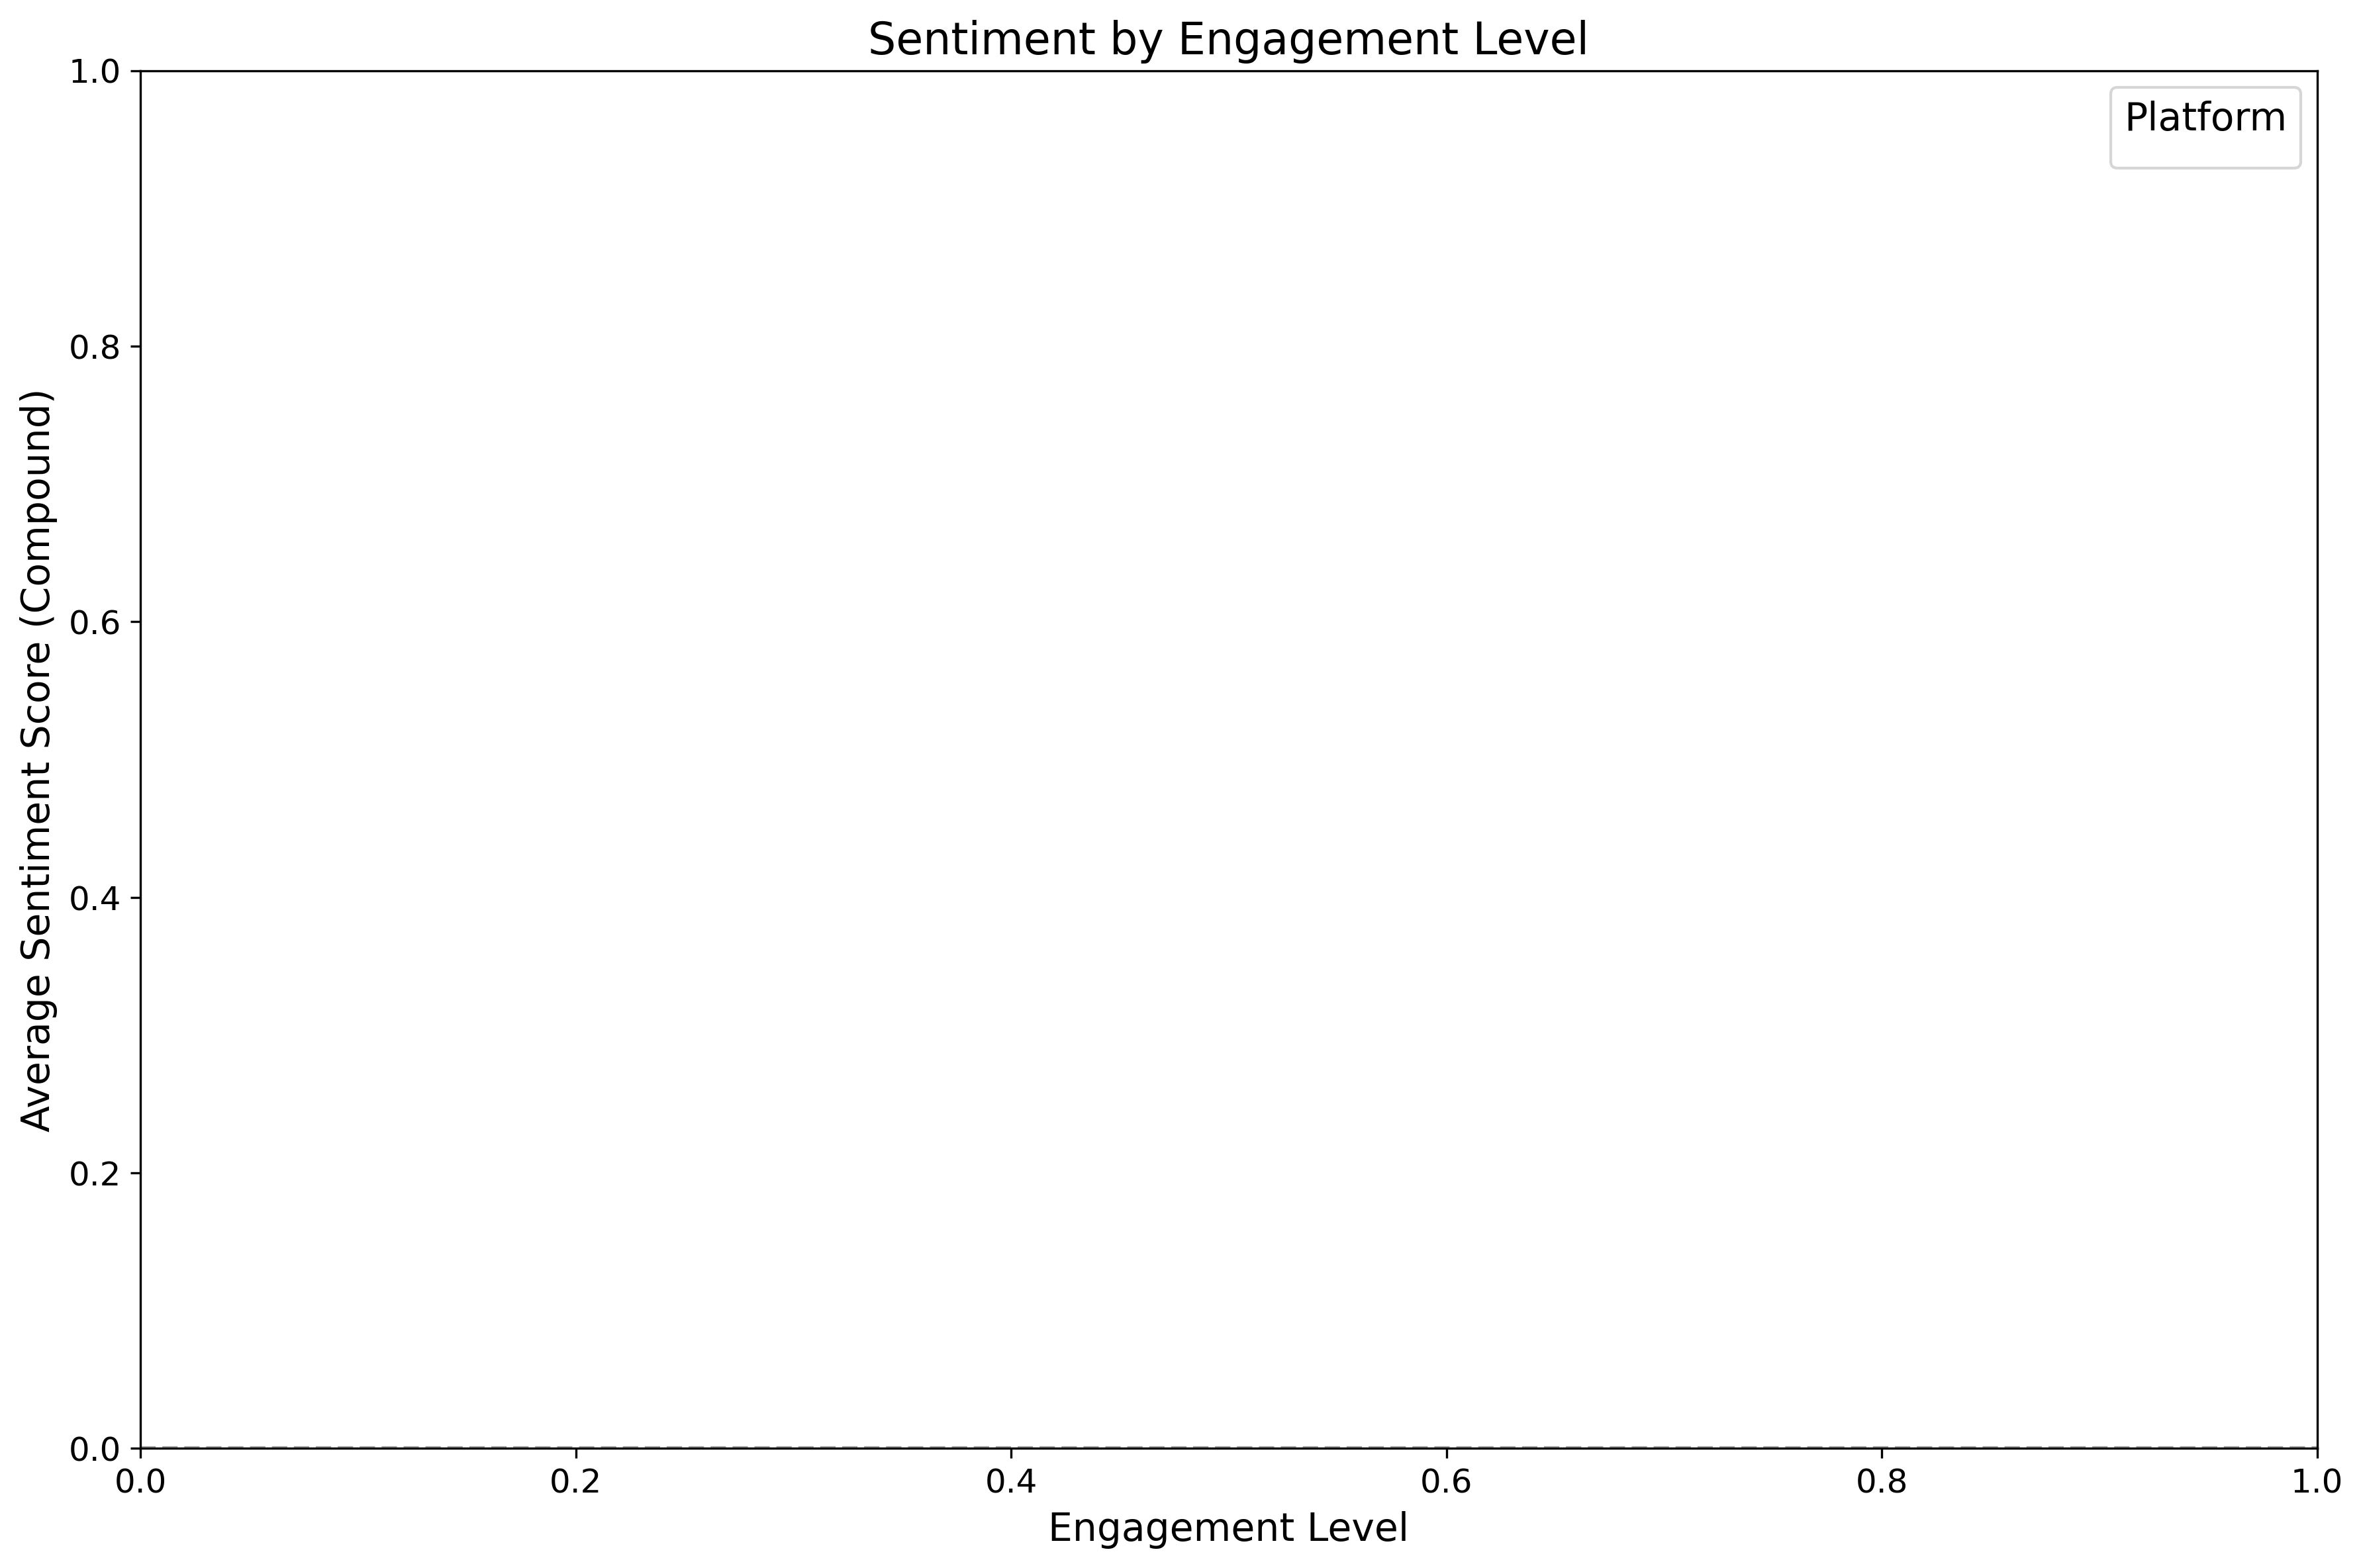 Sentiment by Engagement Level
Platform
Average Sentiment Score (Compound)
1.0
0.8
0.6
0.4
0.2
0.0
0.0 0.2 0.4 0.6 0.8 1.0
Engagement Level